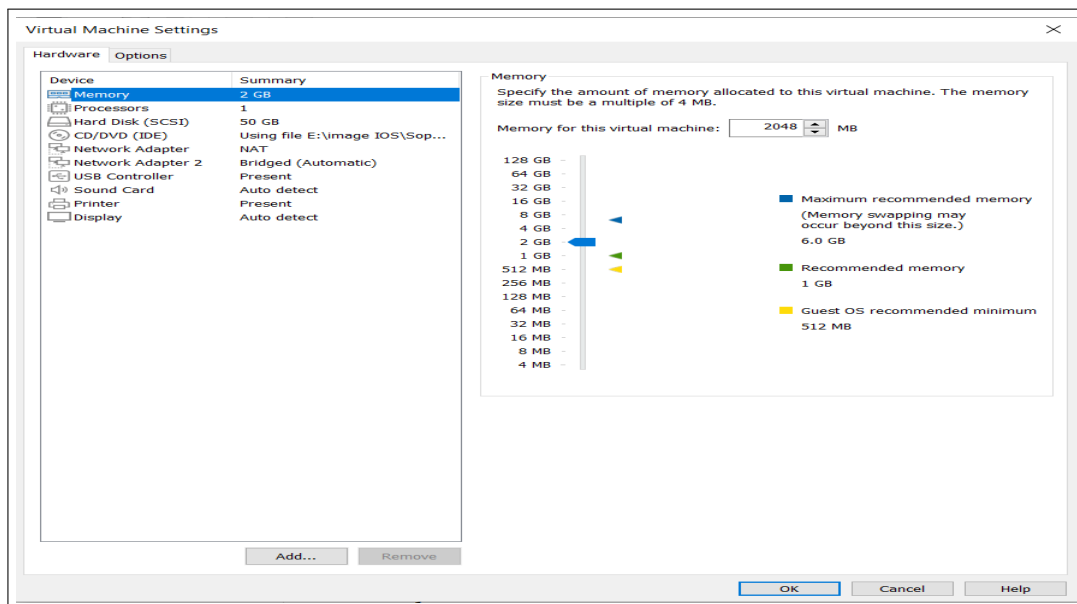 Virtual Machine Settings
Hardware Options
Device Summary
Memory 2 GB
Processors 1
Hard Disk (SCSI) 50 GB
CD/DVD (IDE) Using file E:\image IOS\Sop...
Network Adapter NAT
Network Adapter 2 Bridged (Automatic)
USB Controller Present
Sound Card Auto detect
Printer Present
Display Auto detect
Add... Remove
Memory
Specify the amount of memory allocated to this virtual machine. The memory
size must be a multiple of 4 MB.
Memory for this virtual machine: 2048 MB
128 GB
64 GB
32 GB
16 GB
8 GB
4 GB
2 GB
1 GB
512 MB
256 MB
128 MB
64 MB
32 MB
16 MB
8 MB
4 MB
Maximum recommended memory
(Memory swapping may
occur beyond this size.)
6.0 GB
Recommended memory
1 GB
Guest OS recommended minimum
512 MB
OK Cancel Help